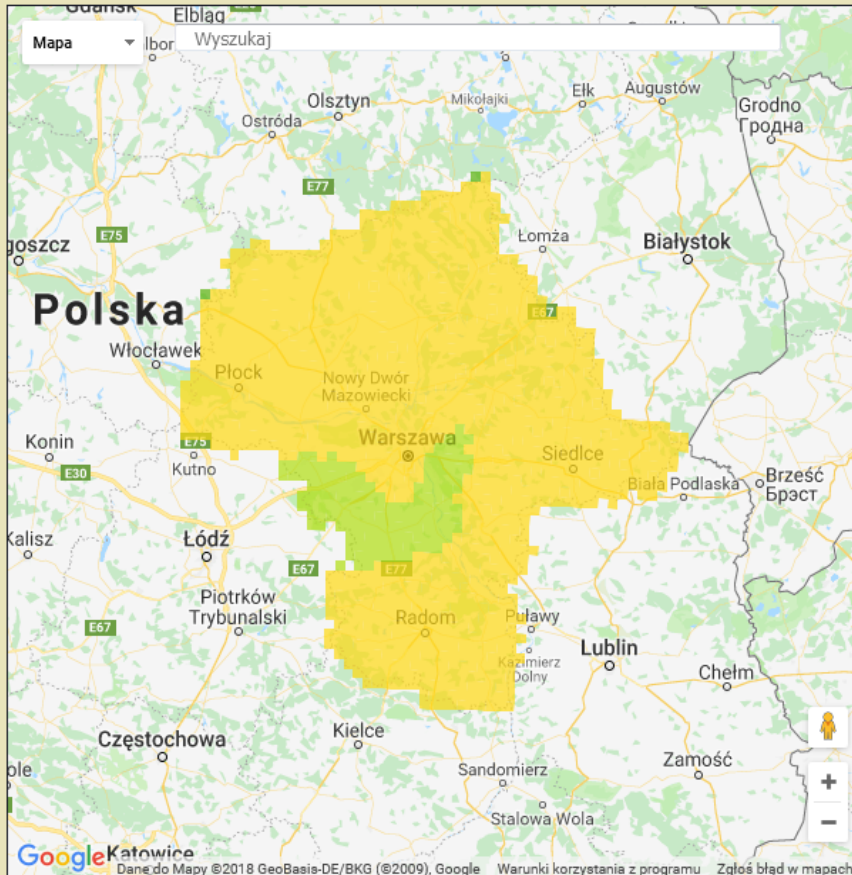 Gdańsk
Elbląg
Mapa
Wyszukaj
Olsztyn
Mikołajki
Ełk
Augustów
Ostróda
Grodno
Гродна
E77
E75
goszcz
Łomża
Białystok
Polska
E67
Włocławek
Płock
Nowy Dwór
Mazowiecki
Warszawa
E75
Konin
Kutno
E30
Siedlce
Biała Podlaska
Brześć
Брэст
Kalisz
Łódź
E67
E77
Piotrków
Trybunalski
E67
Radom
Puławy
Kazimierz
Dolny
Lublin
Chełm
Kielce
Częstochowa
Sandomierz
Zamość
ole
Stalowa Wola
+
−
Google
Katowice
Dane do Mapy ©2018 GeoBasis-DE/BKG (©2009), Google
Warunki korzystania z programu
Zgłoś błąd w mapach